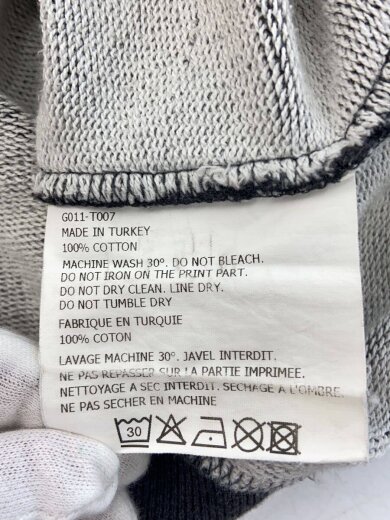 G011-T007
MADE IN TURKEY
100% COTTON
MACHINE WASH 30°. DO NOT BLEACH.
DO NOT IRON ON THE PRINT PART.
DO NOT DRY CLEAN. LINE DRY.
DO NOT TUMBLE DRY
FABRIQUE EN TURQUIE
100% COTTON
LAVAGE MACHINE 30°. JAVEL INTERDIT.
NE PAS REPASSER SUR LA PARTIE IMPRIMEE.
NETTOYAGE A SEC INTERDIT. SECHAGE A L'OMBRE.
NE PAS SECHER EN MACHINE
30